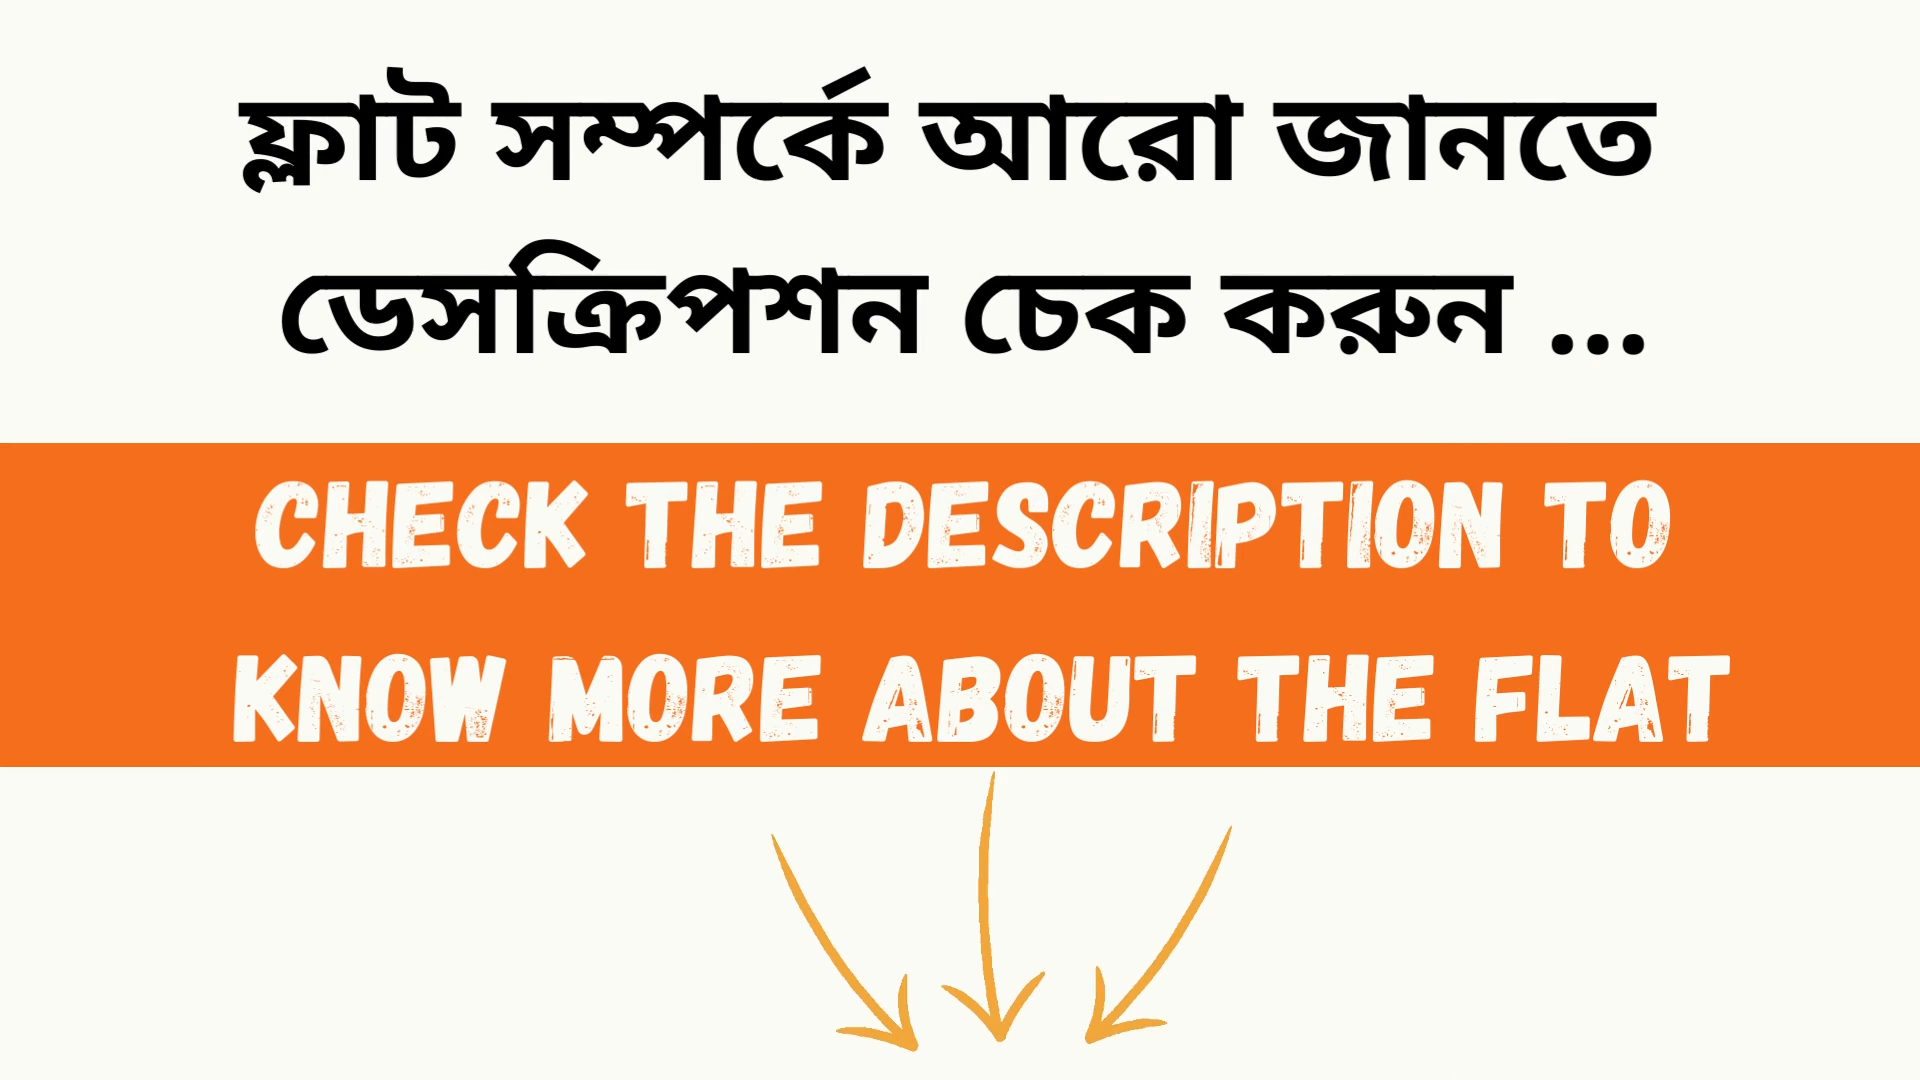 ফ্লাট সম্পর্কে আরো জানতে
ডেসক্রিপশন চেক করুন ...
CHECK THE DESCRIPTION TO
KNOW MORE ABOUT THE FLAT